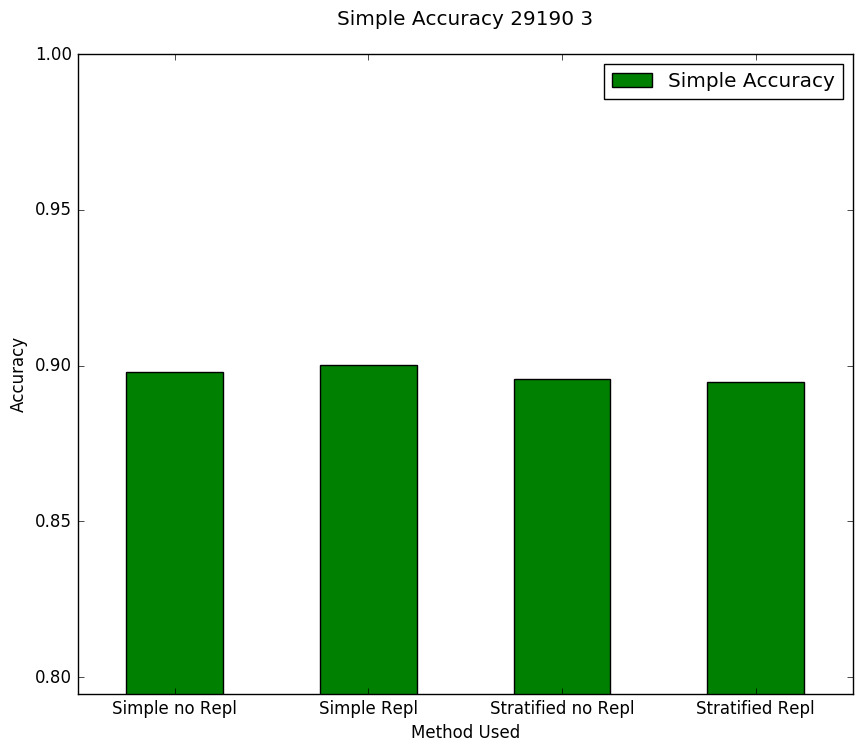 Simple Accuracy 29190 3
1.00
Simple Accuracy
0.95
0.90
Accuracy
0.85
0.80
Simple no Repl
Simple Repl
Stratified no Repl
Stratified Repl
Method Used